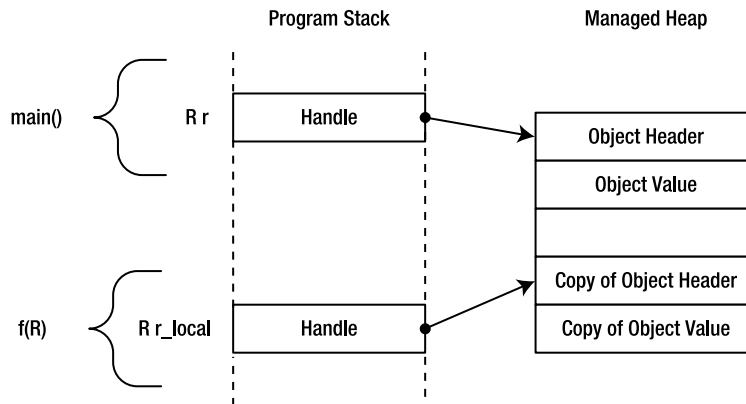 Program Stack
Managed Heap
main()
R r
Handle
Object Header
Object Value
Copy of Object Header
f(R)
R r_local
Handle
Copy of Object Value